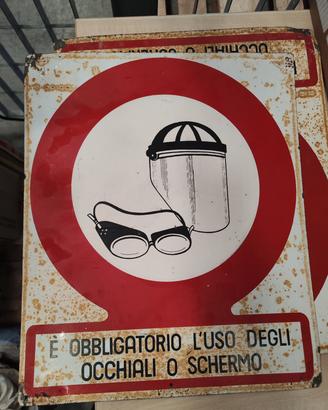 È OBBLIGATORIO L'USO DEGLI
OCCHIALI O SCHERMO